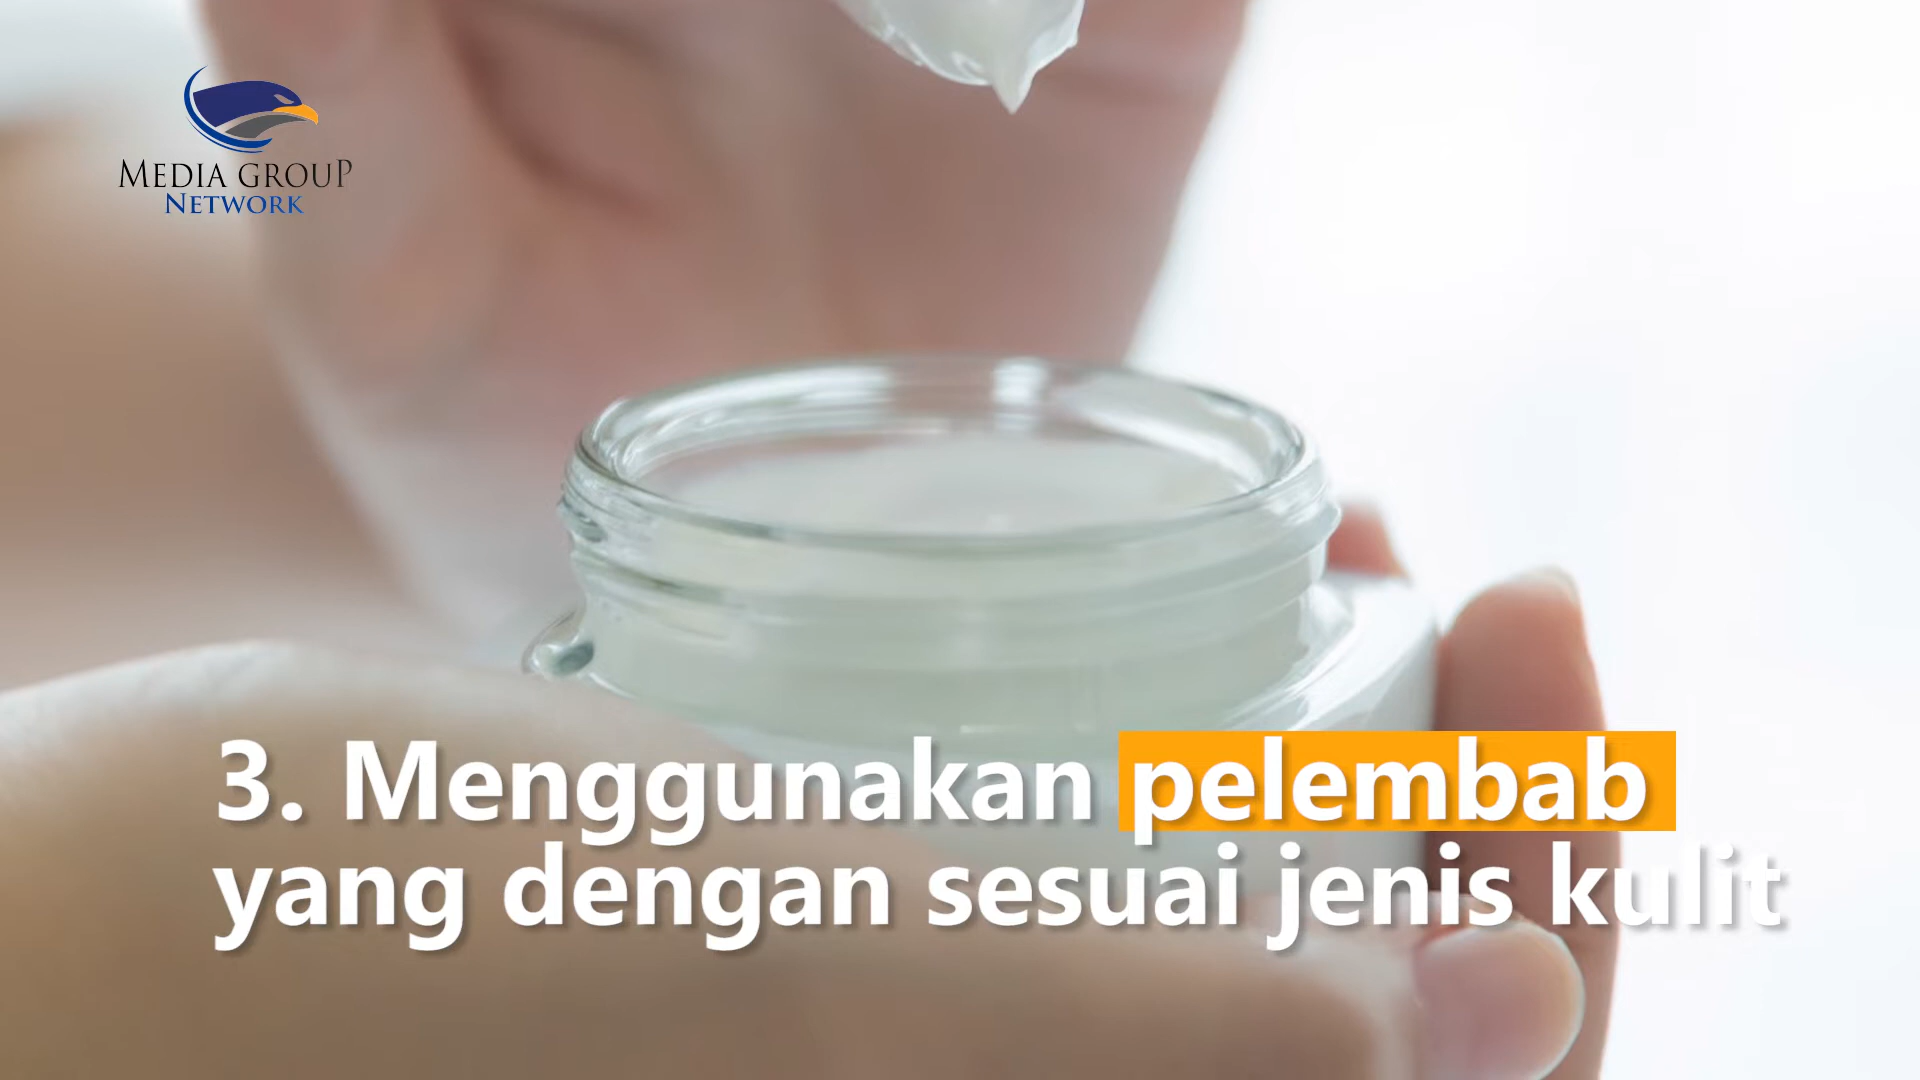 MEDIA GROUP
NETWORK
3. Menggunakan pelembab
yang dengan sesuai jenis kulit